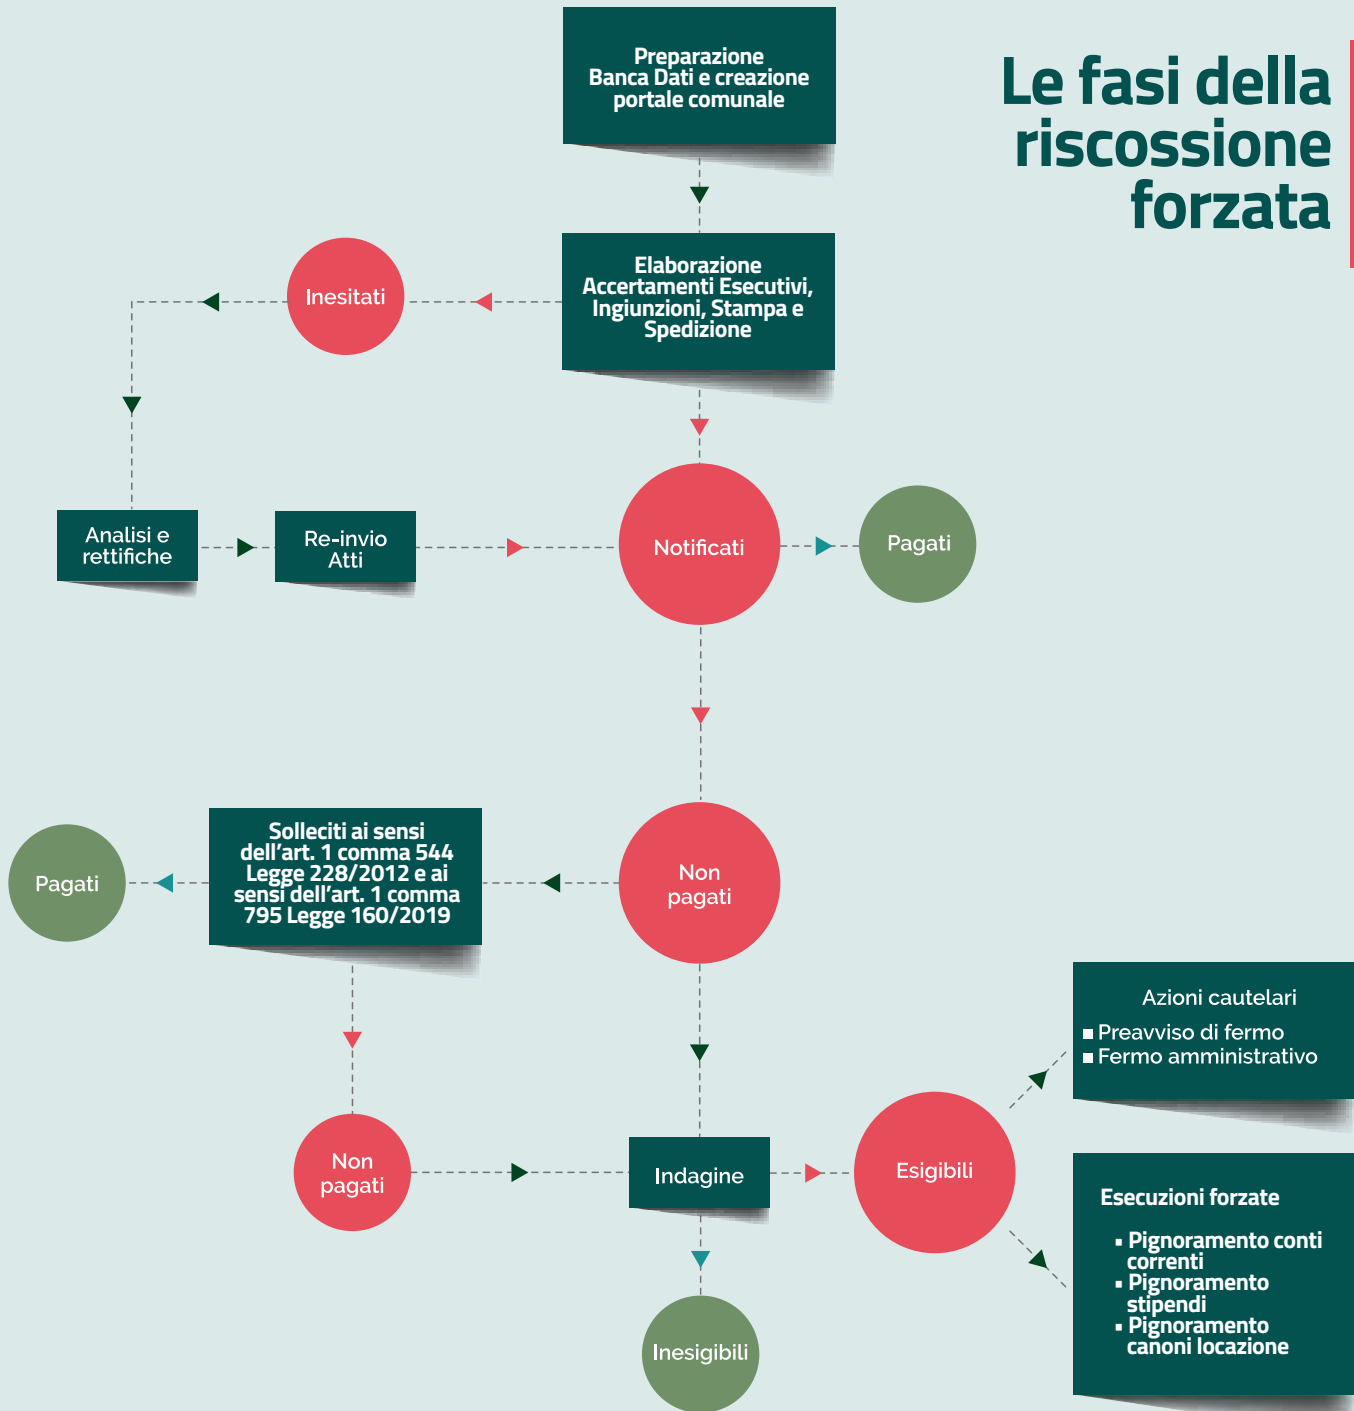 Le fasi della
riscossione
forzata
Preparazione
Banca Dati e creazione
portale comunale
Elaborazione
Accertamenti Esecutivi,
Ingiunzioni, Stampa e
Spedizione
Inesitati
Analisi e
rettifiche
Re-invio
Atti
Notificati
Pagati
Non
pagati
Solleciti ai sensi
dell'art. 1 comma 544
Legge 228/2012 e ai
sensi dell'art. 1 comma
795 Legge 160/2019
Pagati
Non
pagati
Indagine
Esigibili
Inesigibili
Azioni cautelari
▪ Preavviso di fermo
▪ Fermo amministrativo
Esecuzioni forzate
▪ Pignoramento conti
correnti
▪ Pignoramento
stipendi
▪ Pignoramento
canoni locazione